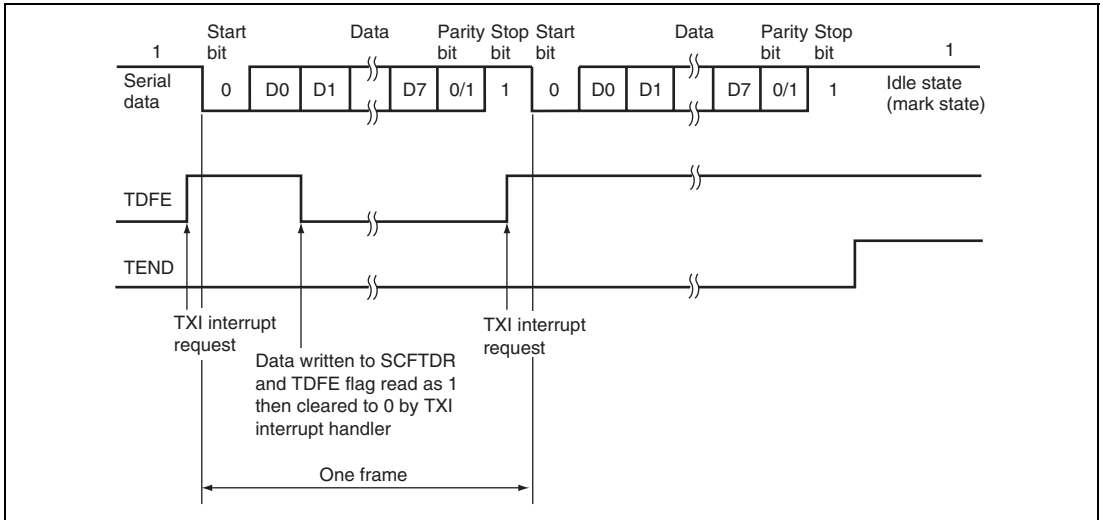 Start bit
Data
Parity bit
Stop bit
Start bit
Data
Parity bit
Stop bit
1
1
Serial data
0
D0
D1
D7
0/1
1
0
D0
D1
D7
0/1
1
Idle state
(mark state)
TDFE
TEND
TXI interrupt
request
Data written to SCFTDR
and TDFE flag read as 1
then cleared to 0 by TXI
interrupt handler
TXI interrupt
request
One frame